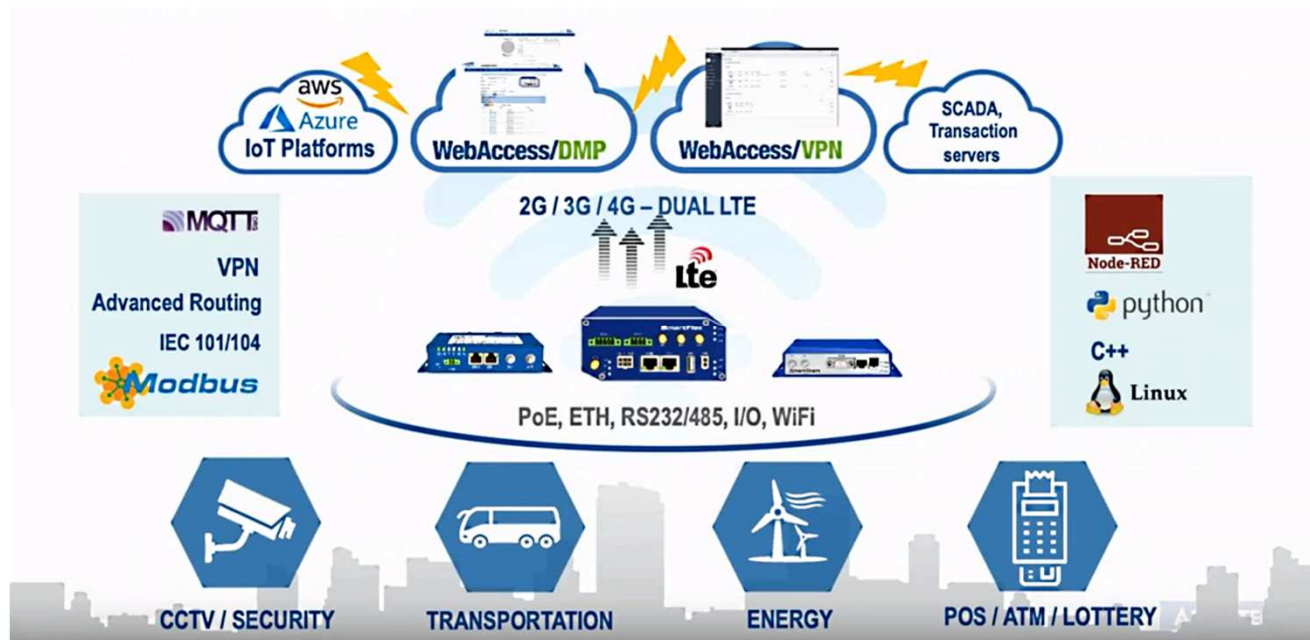 aws
Azure
IoT Platforms
WebAccess/DMP
WebAccess/VPN
SCADA,
Transaction
servers
2G / 3G / 4G – DUAL LTE
lte
MQTT
VPN
Advanced Routing
IEC 101/104
Modbus
Node-RED
python
C++
Linux
SmartFlex
SmartStart
PoE, ETH, RS232/485, I/O, WiFi
CCTV / SECURITY
TRANSPORTATION
ENERGY
POS / ATM / LOTTERY